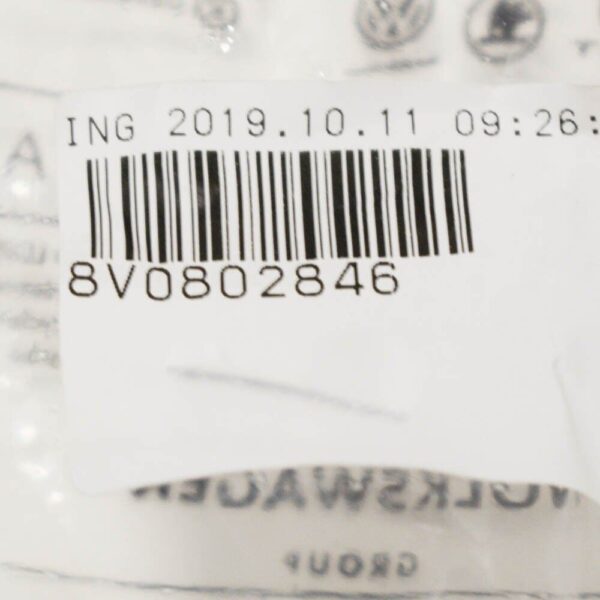 ING 2019.10.11 09:26:
8V0802846
A
VOLKSWAGEN
GROUP